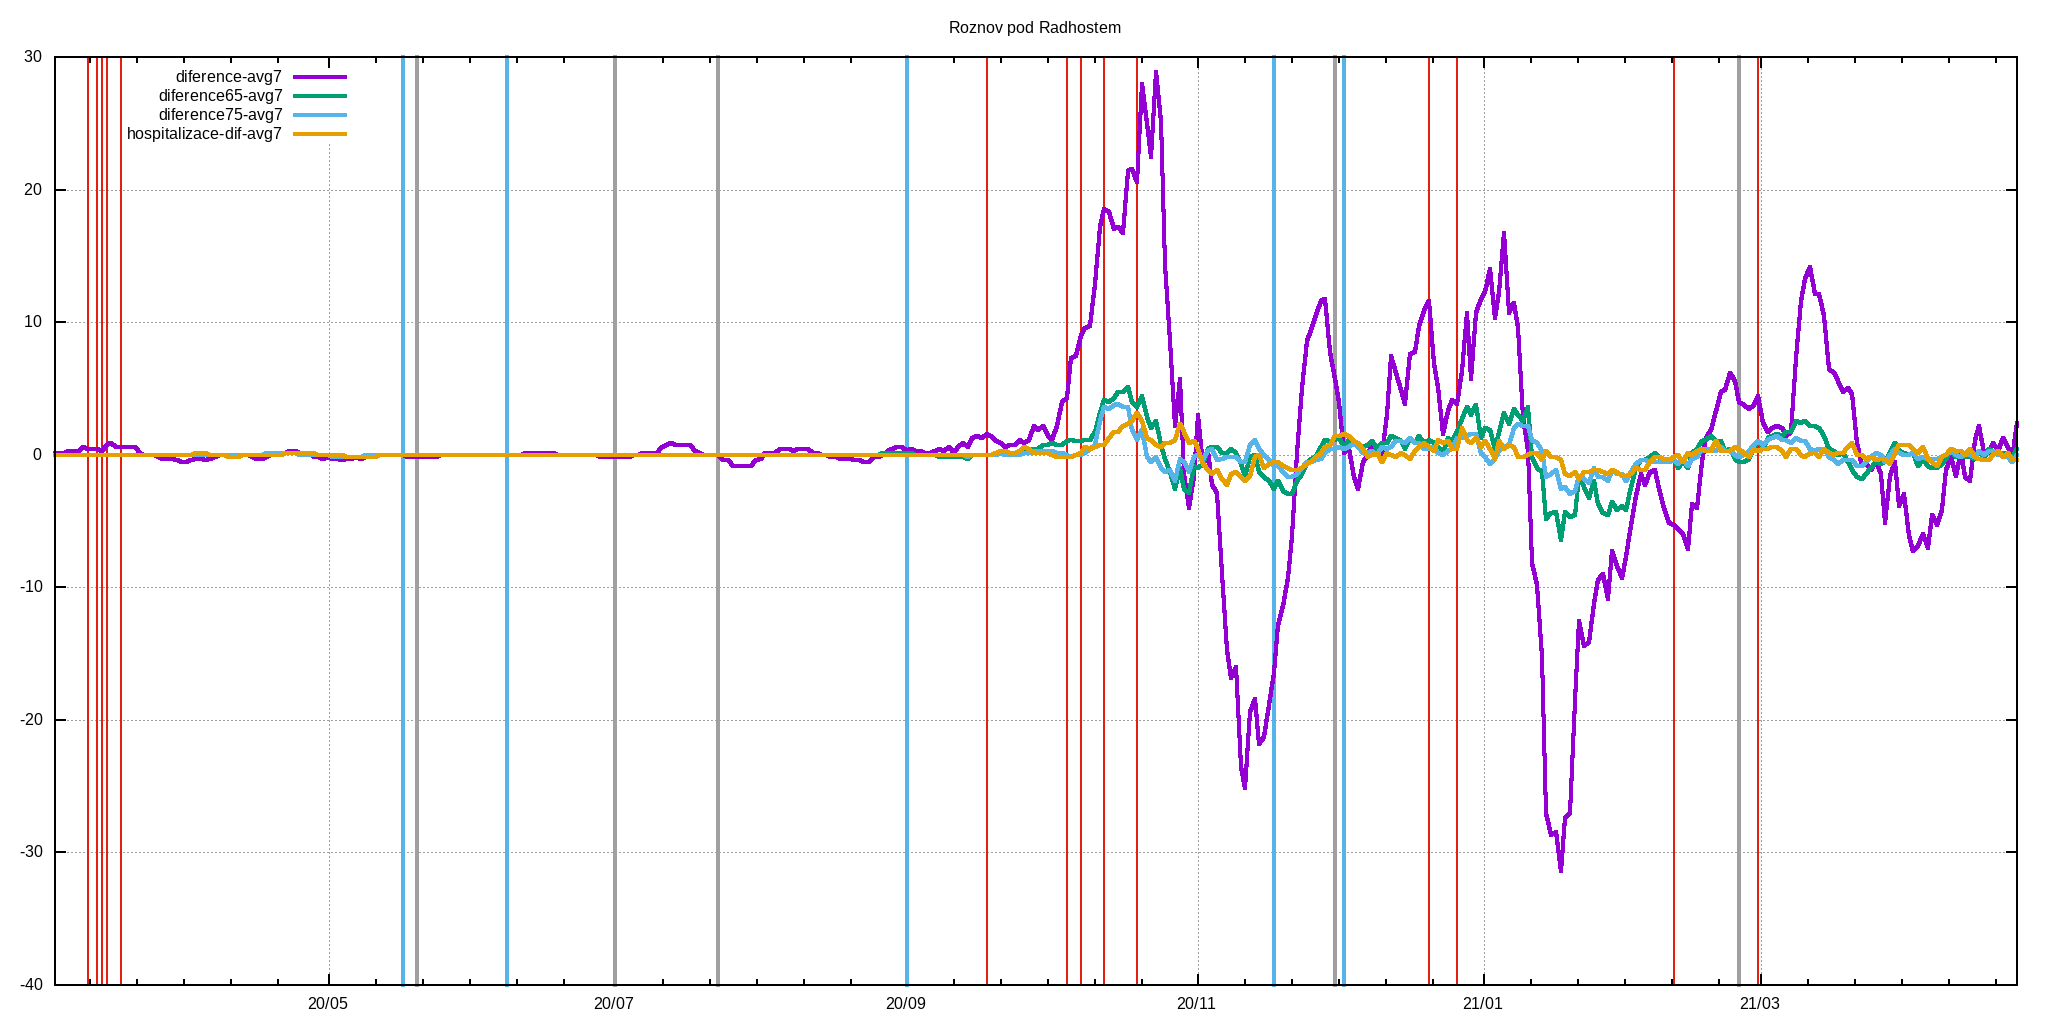 Roznov pod Radhostem
30
diference-avg7
diference65-avg7
diference75-avg7
hospitalizace-dif-avg7
20
10
0
-10
-20
-30
-40
20/05 20/07 20/09 20/11 21/01 21/03